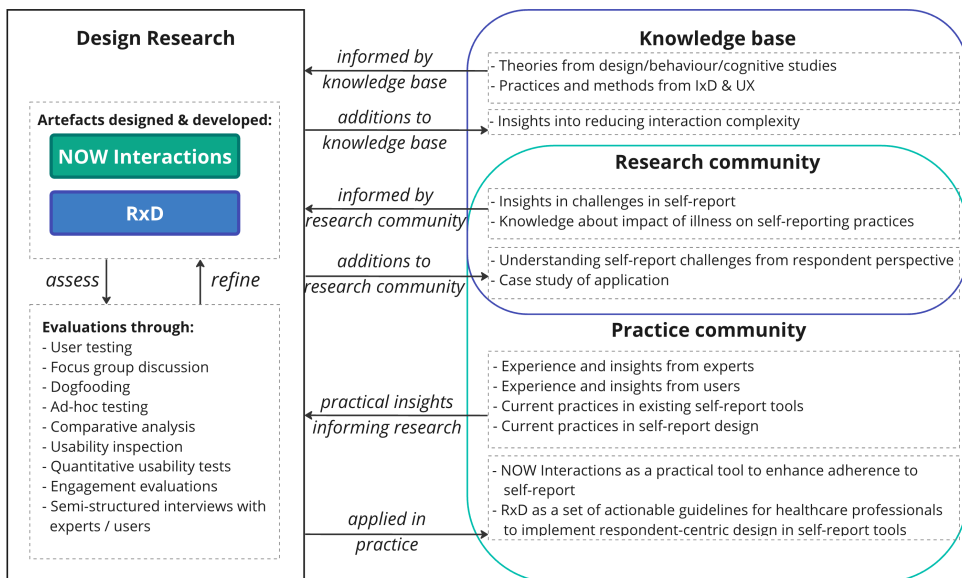 Design Research
Artefacts designed & developed:
NOW Interactions
RxD
assess
refine
Evaluations through:
- User testing
- Focus group discussion
- Dogfooding
- Ad-hoc testing
- Comparative analysis
- Usability inspection
- Quantitative usability tests
- Engagement evaluations
- Semi-structured interviews with
experts / users
informed by
knowledge base
additions to
knowledge base
informed by
research community
additions to
research community
practical insights
informing research
applied in
practice
Knowledge base
- Theories from design/behaviour/cognitive studies
- Practices and methods from IxD & UX
- Insights into reducing interaction complexity
Research community
- Insights in challenges in self-report
- Knowledge about impact of illness on self-reporting practices
- Understanding self-report challenges from respondent perspective
- Case study of application
Practice community
- Experience and insights from experts
- Experience and insights from users
- Current practices in existing self-report tools
- Current practices in self-report design
- NOW Interactions as a practical tool to enhance adherence to
self-report
- RxD as a set of actionable guidelines for healthcare professionals
to implement respondent-centric design in self-report tools